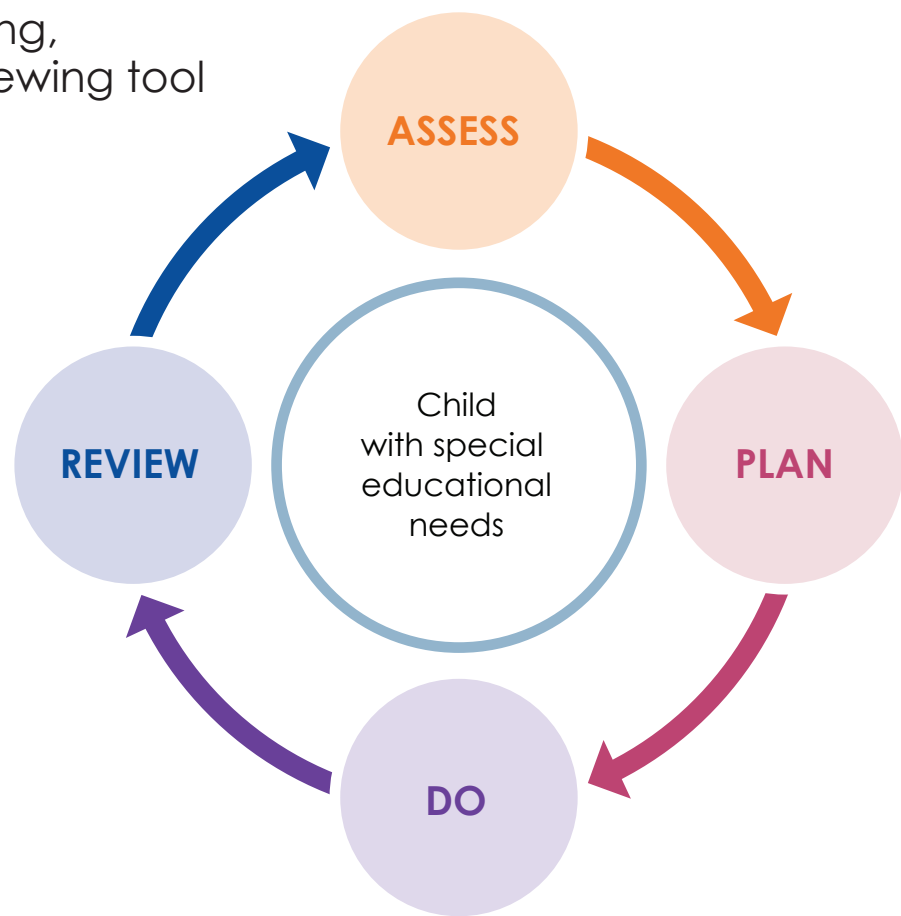 ng,
ewing tool
ASSESS
PLAN
DO
REVIEW
Child
with special
educational
needs